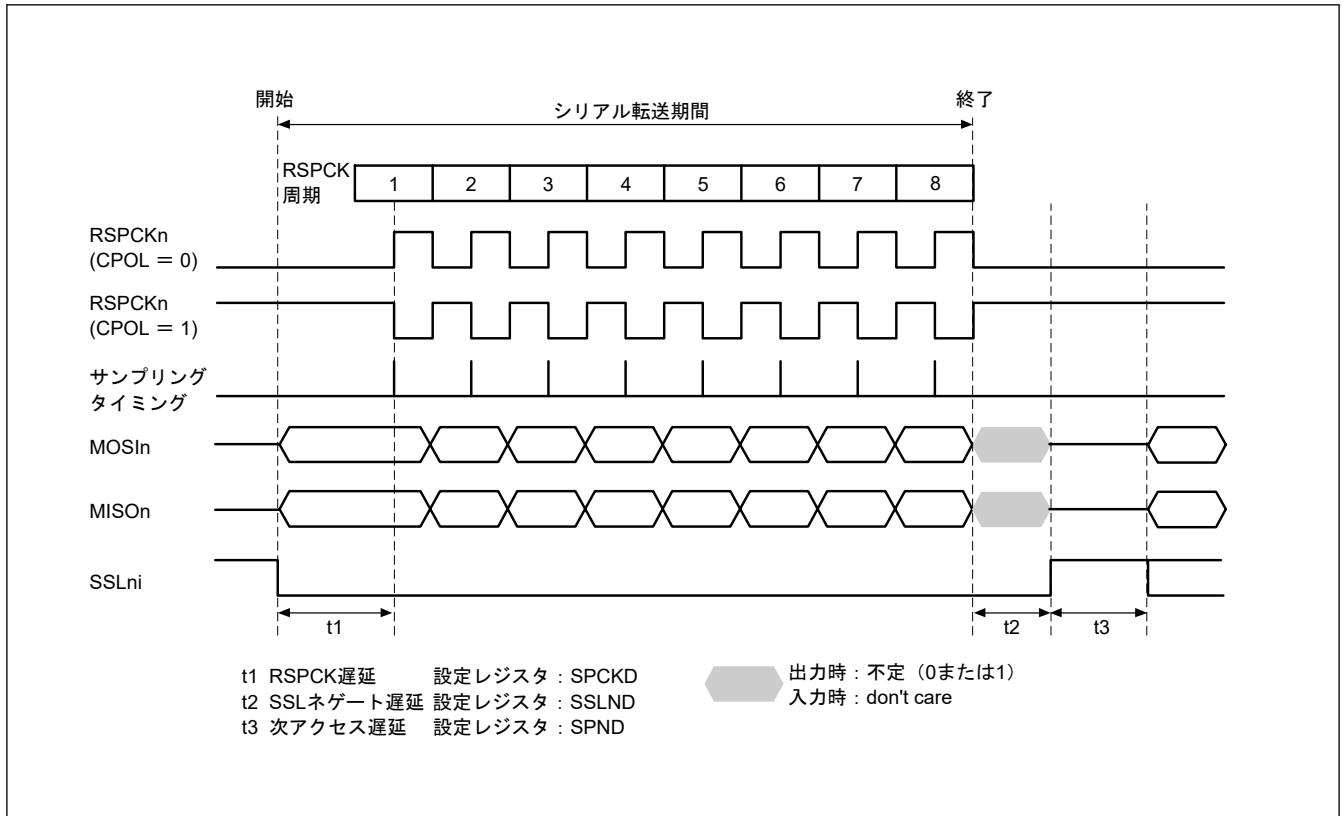 開始
シリアル転送期間
終了
RSPCK
周期
1 2 3 4 5 6 7 8
RSPCKn
(CPOL = 0)
RSPCKn
(CPOL = 1)
サンプリング
タイミング
MOSIn
MISOn
SSLni
t1 t2 t3
t1 RSPCK遅延 設定レジスタ:SPCKD
t2 SSLネゲート遅延 設定レジスタ:SSLND
t3 次アクセス遅延 設定レジスタ:SPND
出力時:不定(0または1)
入力時:don't care